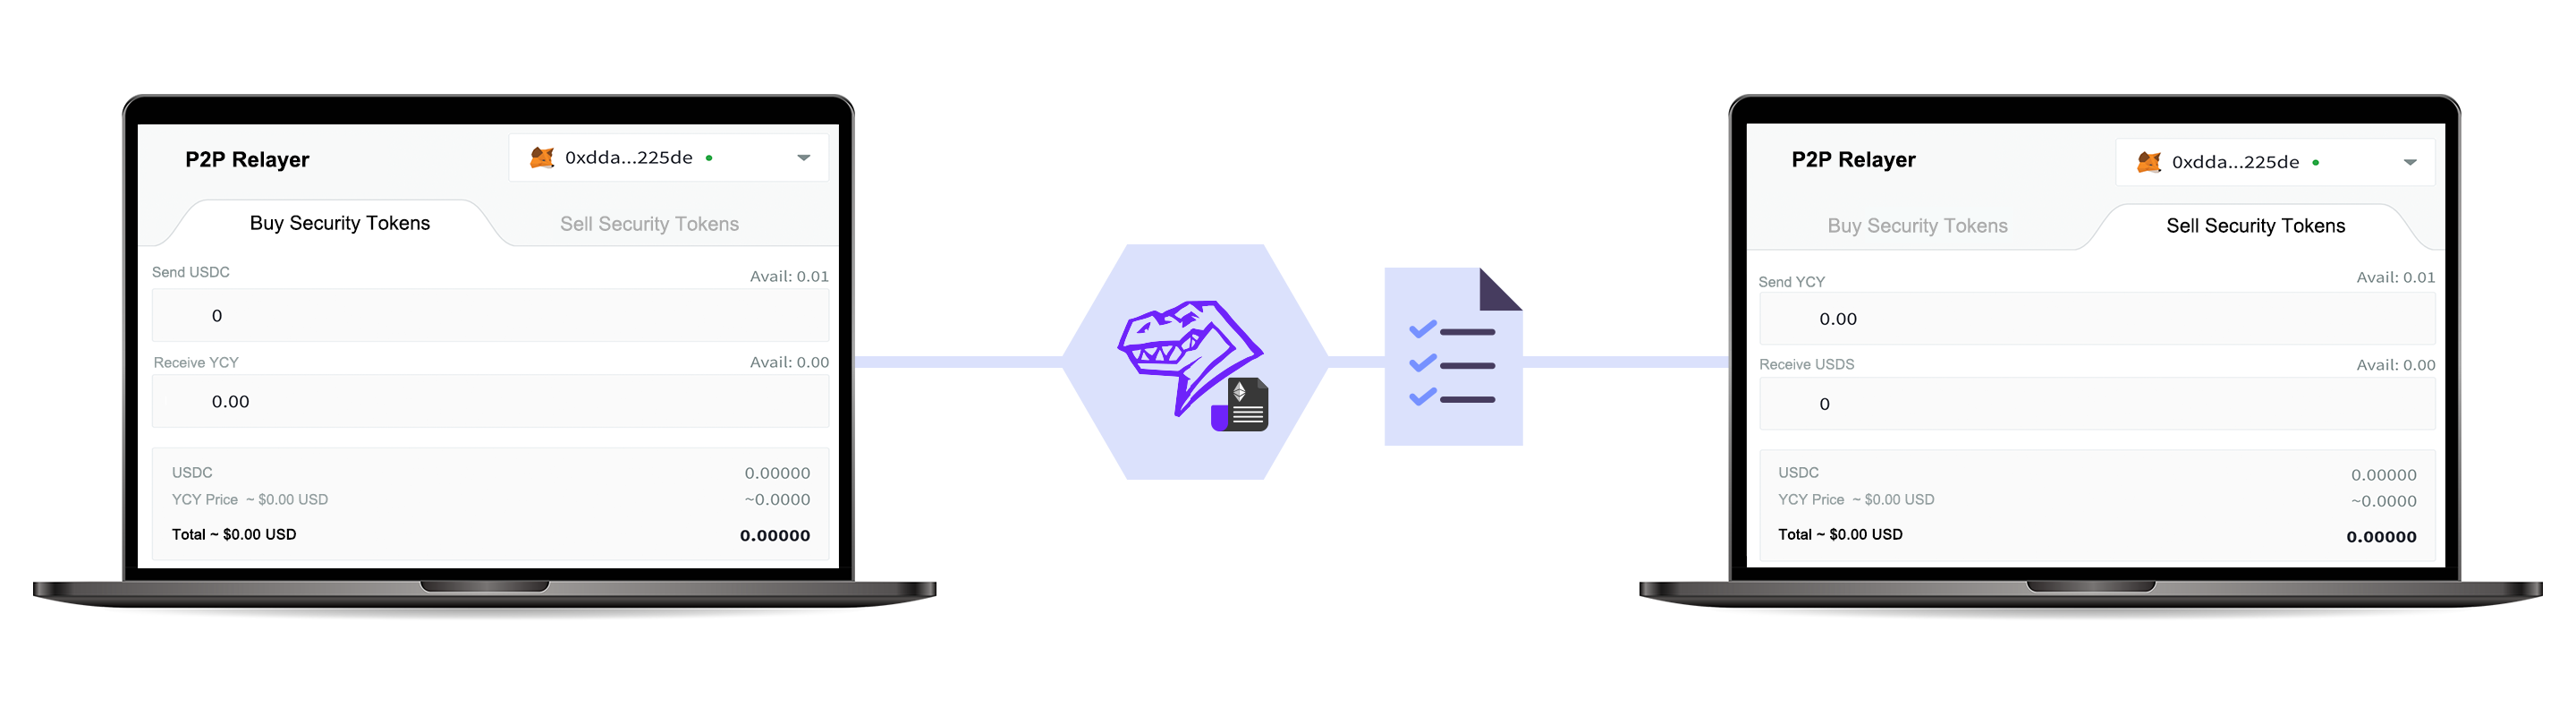 P2P Relayer
0xdda...225de
Buy Security Tokens
Sell Security Tokens
Send USDC
Avail: 0.01
0
Receive YCY
Avail: 0.00
0.00
USDC
0.00000
YCY Price ~ $0.00 USD
~0.0000
Total ~ $0.00 USD
0.00000
P2P Relayer
0xdda...225de
Buy Security Tokens
Sell Security Tokens
Send YCY
Avail: 0.01
0.00
Receive USDS
Avail: 0.00
0
USDC
0.00000
YCY Price ~ $0.00 USD
~0.0000
Total ~ $0.00 USD
0.00000